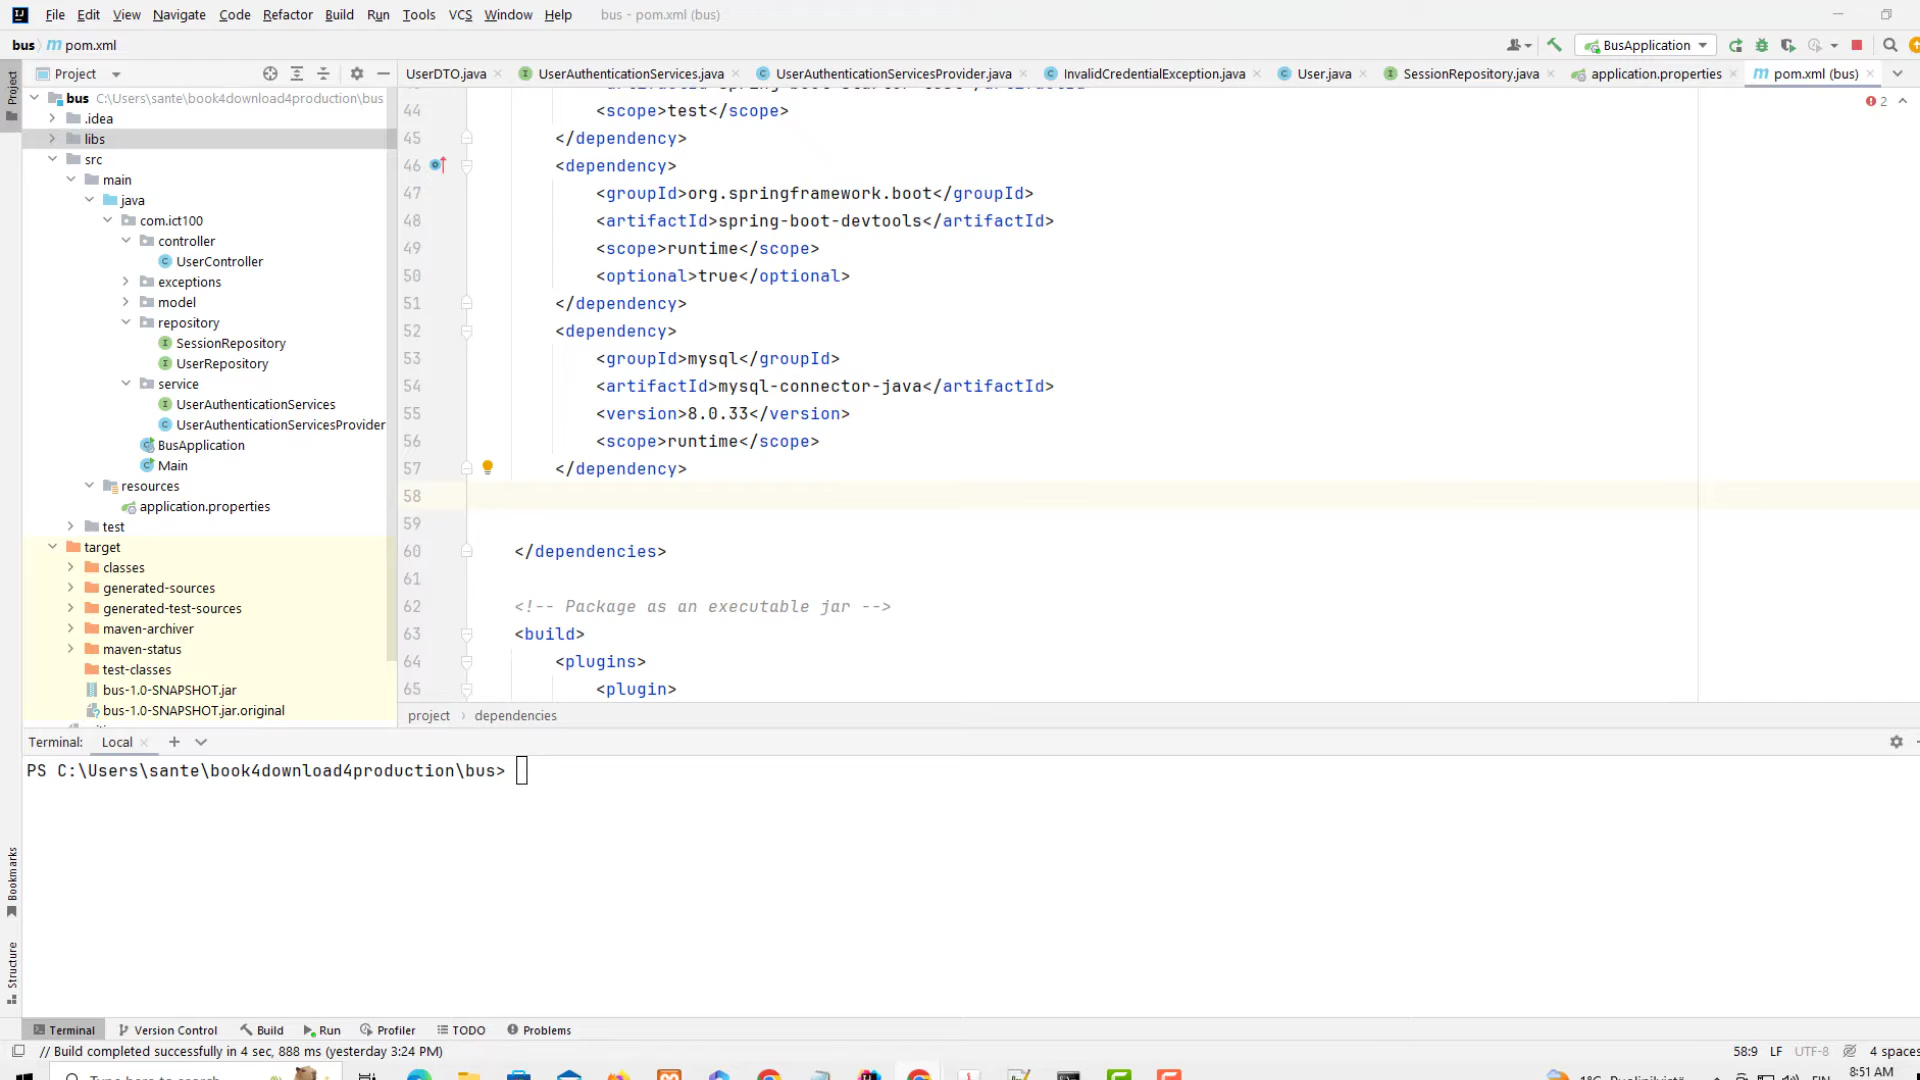 File Edit View Navigate Code Refactor Build Run Tools VCS Window Help bus - pom.xml (bus)
bus pom.xml BusApplication
Project UserDTO.java UserAuthenticationServices.java UserAuthenticationServicesProvider.java InvalidCredentialException.java User.java SessionRepository.java application.properties pom.xml (bus)
bus C:\Users\sante\book4download4production\bus
.idea
libs
src
main
java
com.ict100
controller
UserController
exceptions
model
repository
SessionRepository
UserRepository
service
UserAuthenticationServices
UserAuthenticationServicesProvider
BusApplication
Main
resources
application.properties
test
target
classes
generated-sources
generated-test-sources
maven-archiver
maven-status
test-classes
bus-1.0-SNAPSHOT.jar
bus-1.0-SNAPSHOT.jar.original
2
44 <scope>test</scope>
45 </dependency>
46 <dependency>
47 <groupId>org.springframework.boot</groupId>
48 <artifactId>spring-boot-devtools</artifactId>
49 <scope>runtime</scope>
50 <optional>true</optional>
51 </dependency>
52 <dependency>
53 <groupId>mysql</groupId>
54 <artifactId>mysql-connector-java</artifactId>
55 <version>8.0.33</version>
56 <scope>runtime</scope>
57 </dependency>
58
59
60 </dependencies>
61
62 <!-- Package as an executable jar -->
63 <build>
64 <plugins>
65 <plugin>
project › dependencies
Terminal: Local
PS C:\Users\sante\book4download4production\bus>
Project
Bookmarks
Structure
Terminal Version Control Build Run Profiler TODO Problems
// Build completed successfully in 4 sec, 888 ms (yesterday 3:24 PM) 58:9 LF UTF-8 4 spaces
8:51 AM